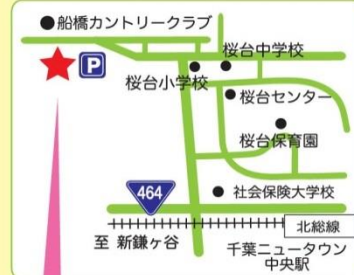 船橋カントリークラブ
P
桜台中学校
桜台小学校
桜台センター
桜台保育園
464
社会保険大学校
北総線
至 新鎌ヶ谷
千葉ニュータウン
中央駅